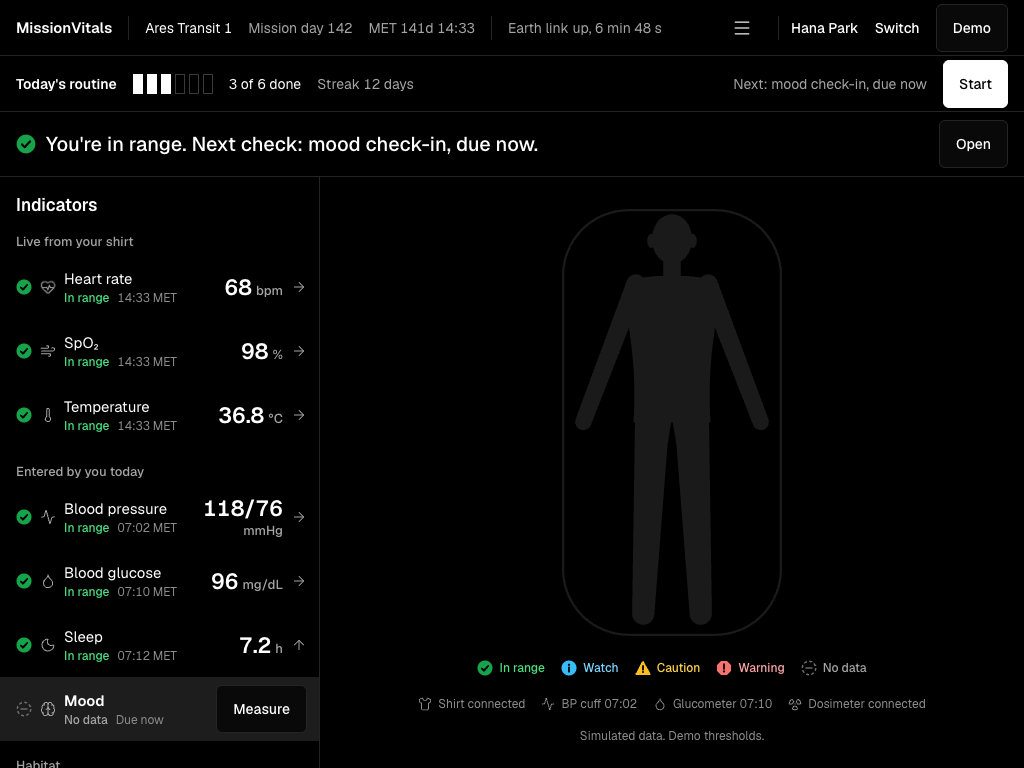 MissionVitals Ares Transit 1 Mission day 142 MET 141d 14:33 Earth link up, 6 min 48 s Hana Park Switch Demo
Today's routine 3 of 6 done Streak 12 days Next: mood check-in, due now Start
You're in range. Next check: mood check-in, due now. Open
Indicators
Live from your shirt
Heart rate
In range 14:33 MET
68 bpm
SpO₂
In range 14:33 MET
98 %
Temperature
In range 14:33 MET
36.8 °C
Entered by you today
Blood pressure
In range 07:02 MET
118/76
mmHg
Blood glucose
In range 07:10 MET
96 mg/dL
Sleep
In range 07:12 MET
7.2 h
Mood
No data Due now
Measure
Habitat
In range Watch Caution Warning No data
Shirt connected BP cuff 07:02 Glucometer 07:10 Dosimeter connected
Simulated data. Demo thresholds.